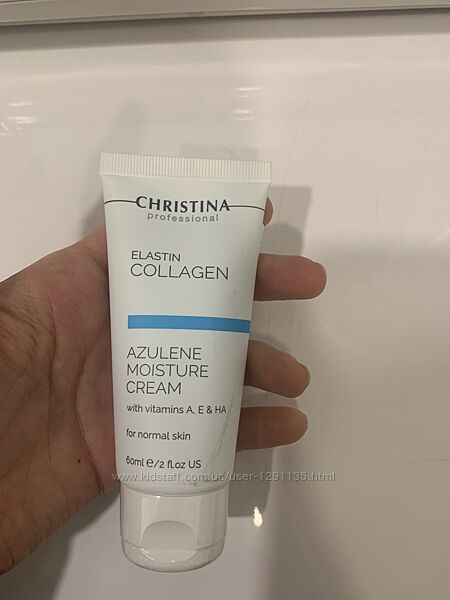 CHRISTINA
professional
ELASTIN
COLLAGEN
AZULENE
MOISTURE
CREAM
with vitamins A, E & HA
for normal skin
60ml e/2 fl.oz US
www.kidstaff.com.ua/user-1291135.html